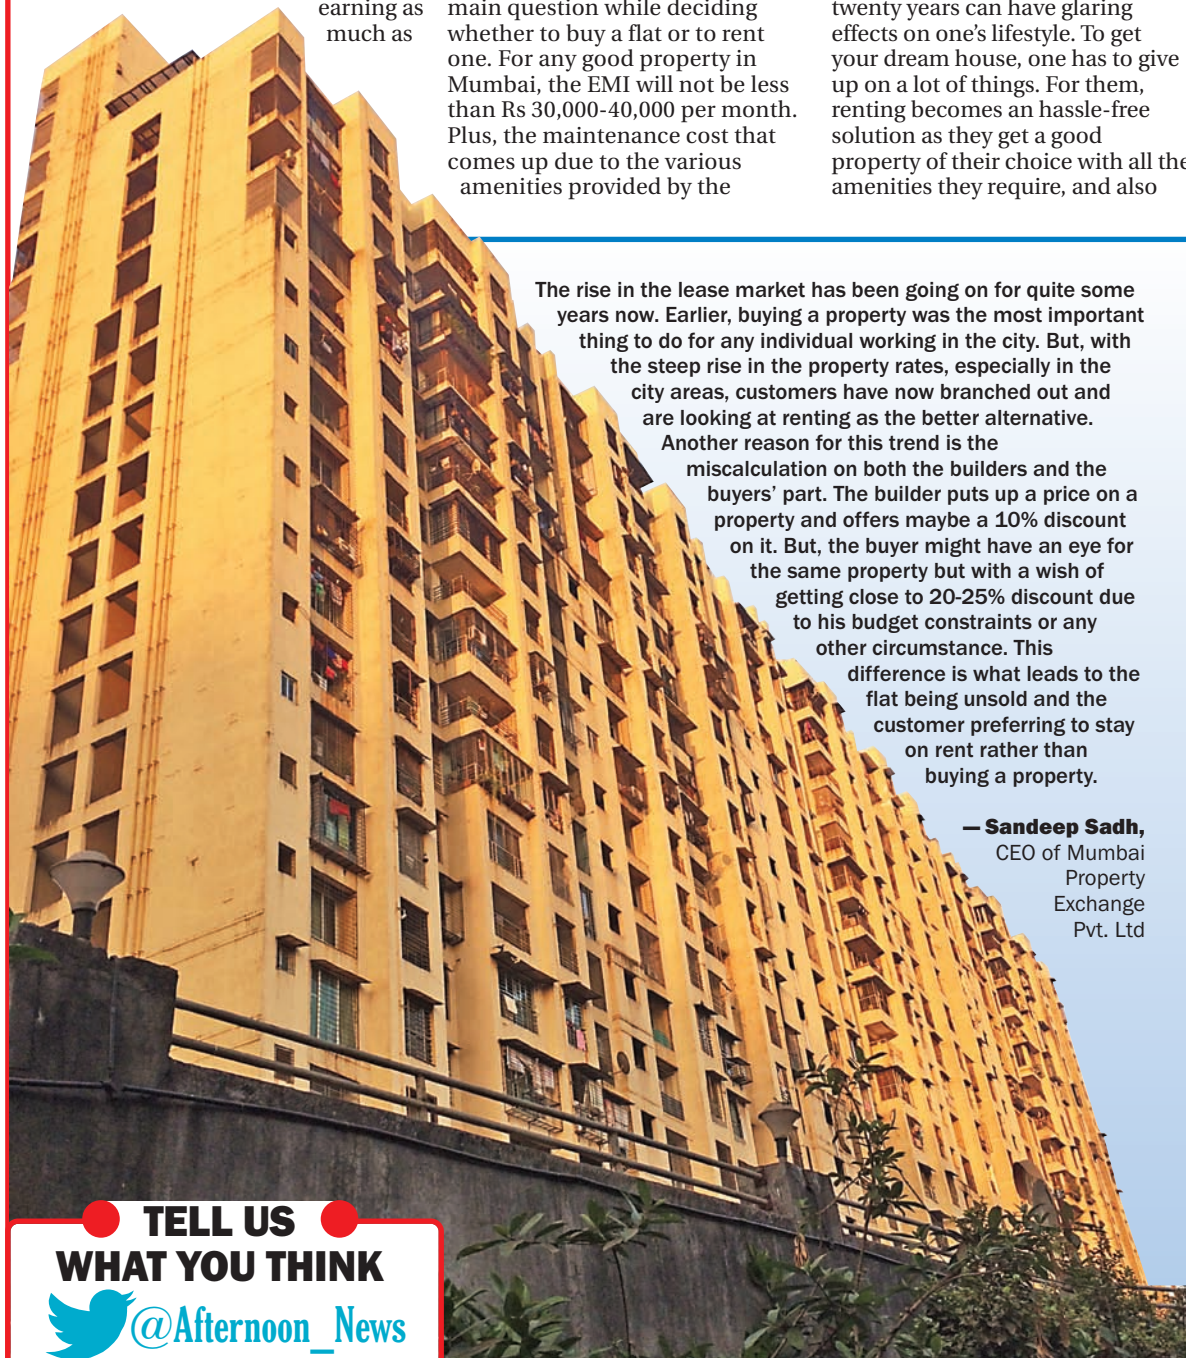 earning as
much as
main question while deciding
whether to buy a flat or to rent
one. For any good property in
Mumbai, the EMI will not be less
than Rs 30,000-40,000 per month.
Plus, the maintenance cost that
comes up due to the various
amenities provided by the
twenty years can have glaring
effects on one's lifestyle. To get
your dream house, one has to give
up on a lot of things. For them,
renting becomes an hassle-free
solution as they get a good
property of their choice with all the
amenities they require, and also
The rise in the lease market has been going on for quite some
years now. Earlier, buying a property was the most important
thing to do for any individual working in the city. But, with
the steep rise in the property rates, especially in the
city areas, customers have now branched out and
are looking at renting as the better alternative.
Another reason for this trend is the
miscalculation on both the builders and the
buyers' part. The builder puts up a price on a
property and offers maybe a 10% discount
on it. But, the buyer might have an eye for
the same property but with a wish of
getting close to 20-25% discount due
to his budget constraints or any
other circumstance. This
difference is what leads to the
flat being unsold and the
customer preferring to stay
on rent rather than
buying a property.
— Sandeep Sadh,
CEO of Mumbai
Property
Exchange
Pvt. Ltd
TELL US
WHAT YOU THINK
@Afternoon_News